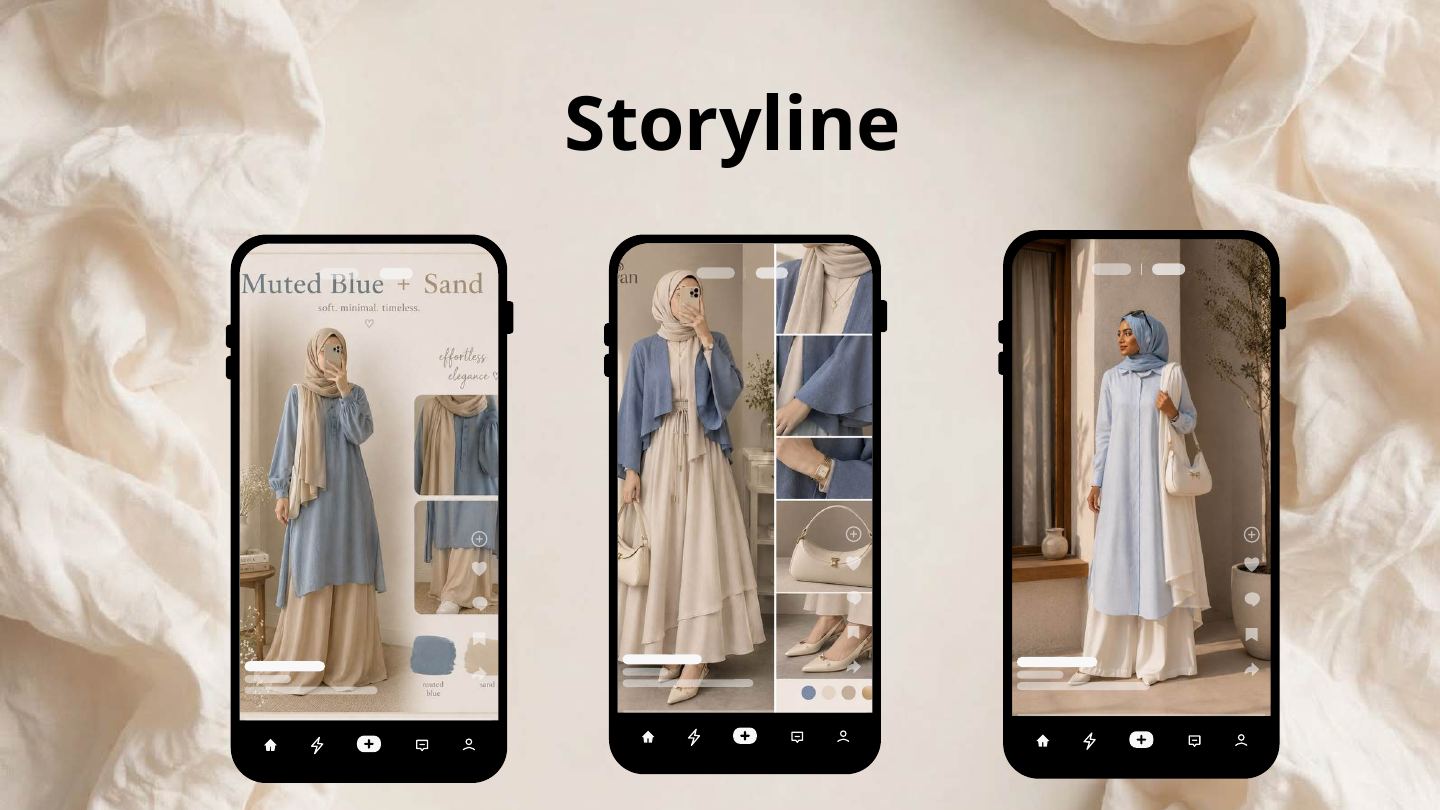 Storyline
Muted Blue + Sand
soft. minimal. timeless.
effortless
elegance
muted
blue
sand